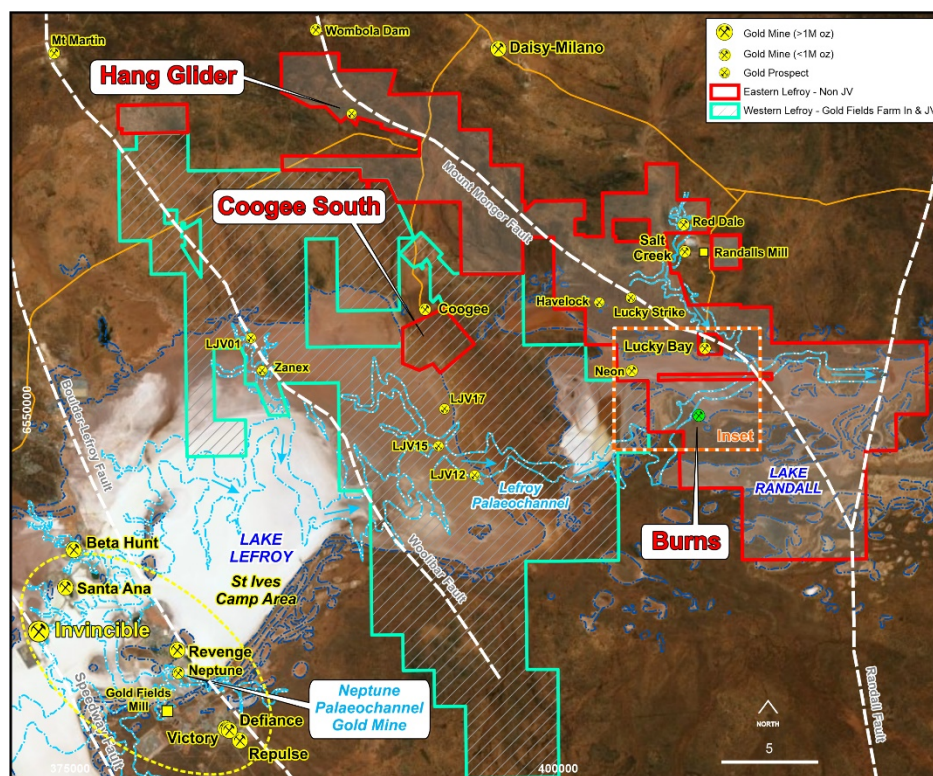 Mt Martin
Wombola Dam
Daisy-Milano
Hang Glider
Gold Mine (>1M oz)
Gold Mine (<1M oz)
Gold Prospect
Eastern Lefroy - Non JV
Western Lefroy - Gold Fields Farm In & JV
Mount Monger Fault
Coogee South
Red Dale
Salt
Creek
Randalls Mill
Coogee
Havelock
Lucky Strike
LJV01
Zanex
Lucky Bay
Neon
6550000
Boulder-Lefroy Fault
LJV17
LJV15
LJV12
Inset
Lefroy
Palaeochannel
LAKE
RANDALL
LAKE
LEFROY
Burns
Beta Hunt
St Ives
Camp Area
Woolibar Fault
Santa Ana
Invincible
Revenge
Neptune
Gold Fields
Mill
Neptune
Palaeochannel
Gold Mine
Speedway Fault
Defiance
Victory
Repulse
Randall Fault
NORTH
5
375000
400000